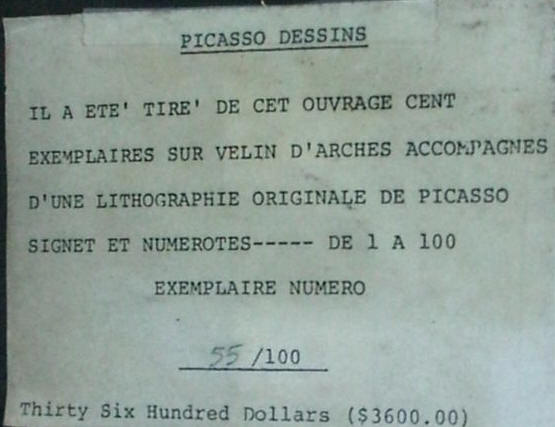 PICASSO DESSINS
IL A ETE' TIRE' DE CET OUVRAGE CENT
EXEMPLAIRES SUR VELIN D'ARCHES ACCOMPAGNES
D'UNE LITHOGRAPHIE ORIGINALE DE PICASSO
SIGNET ET NUMEROTES----- DE 1 A 100
EXEMPLAIRE NUMERO
55 /100
Thirty Six Hundred Dollars ($3600.00)